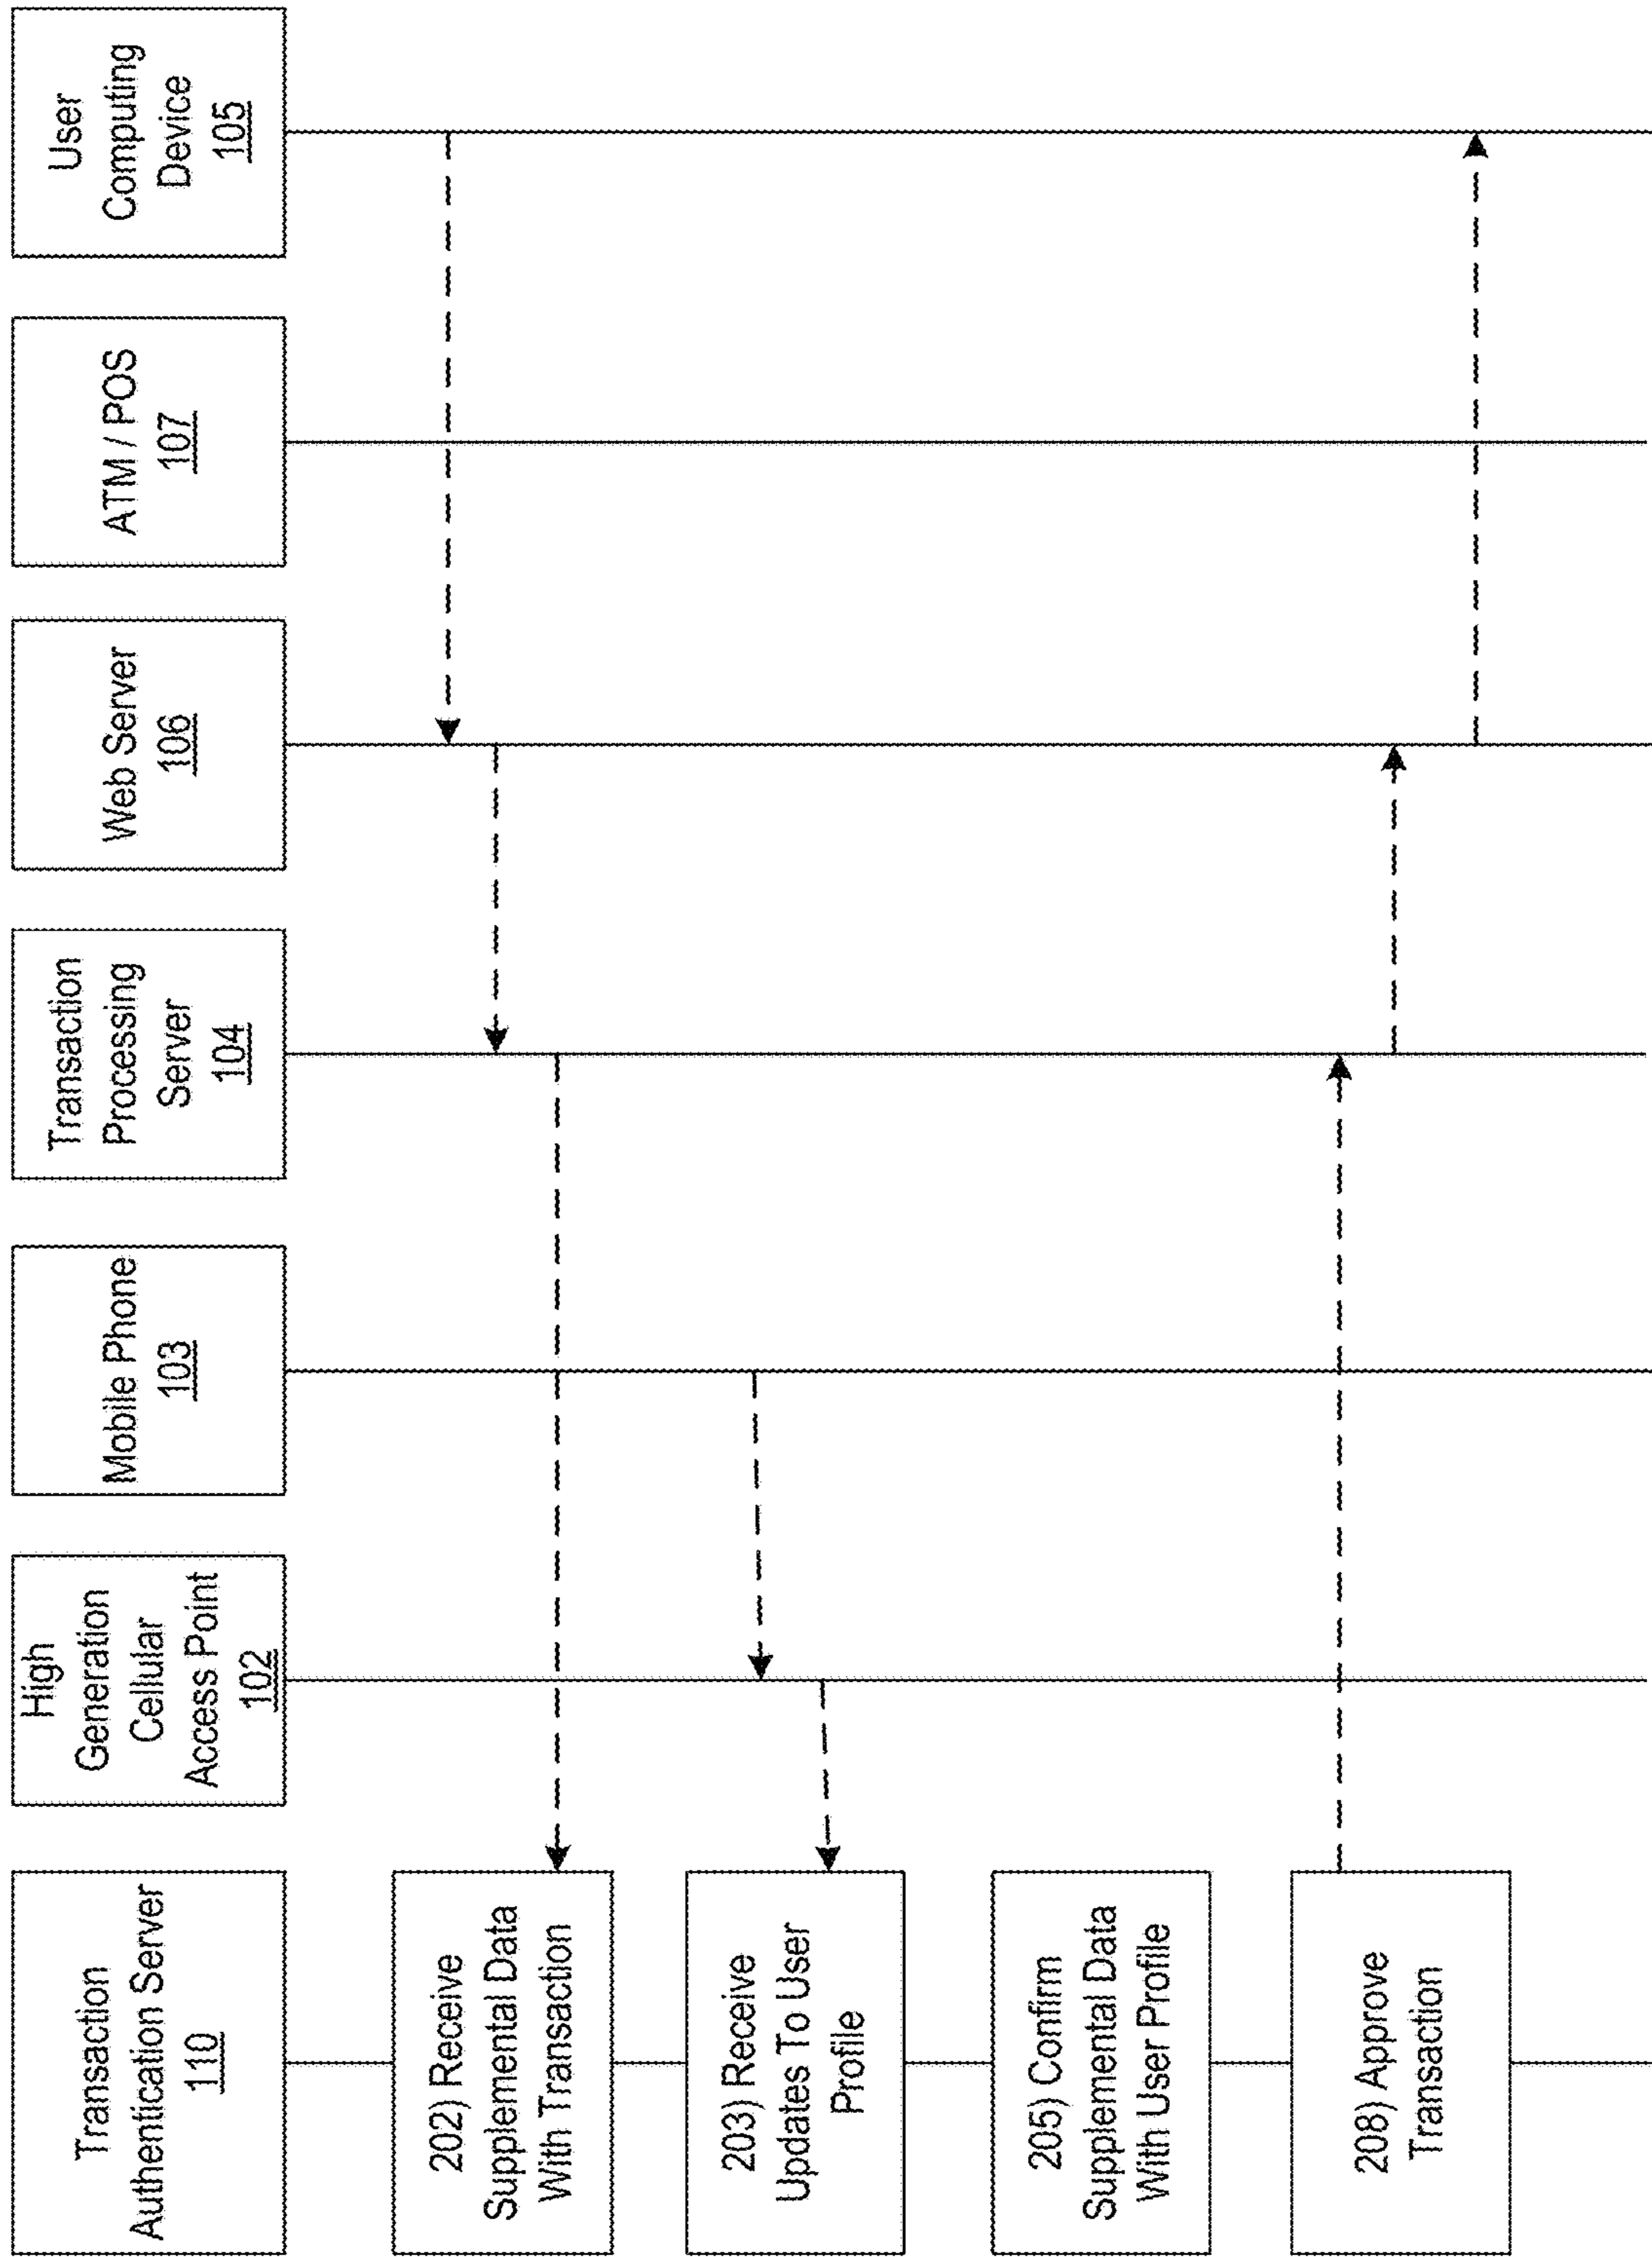 Transaction
Authentication Server
110
High
Generation
Cellular
Access Point
102
Mobile Phone
103
Transaction
Processing
Server
104
Web Server
106
ATM / POS
107
User
Computing
Device
105
202) Receive
Supplemental Data
With Transaction
203) Receive
Updates To User
Profile
205) Confirm
Supplemental Data
With User Profile
208) Approve
Transaction